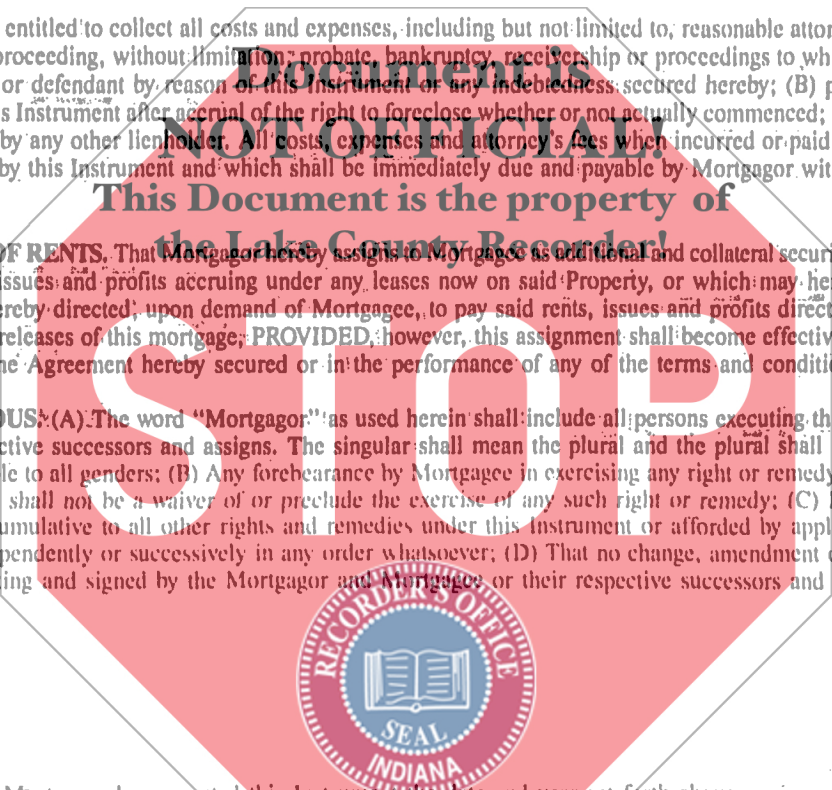 entitled to collect all costs and expenses, including but not limited to, reasonable attor
proceeding, without limitation, probate, bankruptcy, receivership or proceedings to wh
or defendant by reason of this Instrument or any indebtedness secured hereby; (B) p
s Instrument after accrual of the right to foreclose whether or not actually commenced;
by any other lienholder. All costs, expenses and attorney's fees when incurred or paid
by this Instrument and which shall be immediately due and payable by Mortgagor wit
Document is
NOT OFFICIAL!
This Document is the property of
the Lake County Recorder!
OF RENTS. That Mortgagor hereby assigns to Mortgagee as additional and collateral secur
issues and profits accruing under any leases now on said Property, or which may he
ereby directed, upon demand of Mortgagee, to pay said rents, issues and profits direct
releases of this mortgage; PROVIDED, however, this assignment shall become effectiv
he Agreement hereby secured or in the performance of any of the terms and conditi
STOP
OUS: (A) The word “Mortgagor” as used herein shall include all persons executing th
ctive successors and assigns. The singular shall mean the plural and the plural shall
le to all genders; (B) Any forebearance by Mortgagee in exercising any right or remedy
shall not be a waiver of or preclude the exercise of any such right or remedy; (C)
umulative to all other rights and remedies under this Instrument or afforded by appl
pendently or successively in any order whatsoever; (D) That no change, amendment
ing and signed by the Mortgagor and Mortgagee or their respective successors and
RECORDER'S OFFICE
SEAL
INDIANA